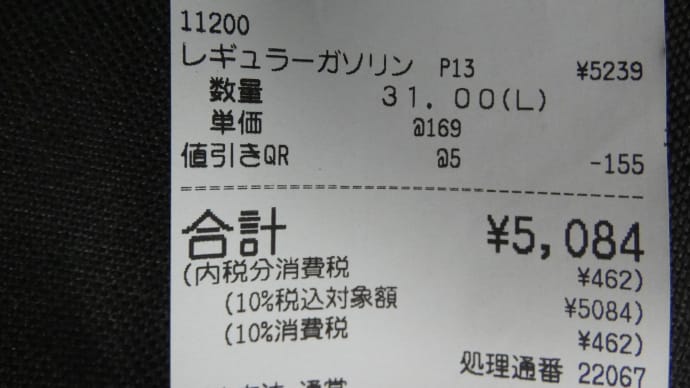 11200
レギュラーガソリン P13 ¥5239
数量 31.00(L)
単価 @169
値引きQR @5 -155
合計 ¥5,084
(内税分消費税 ¥462)
(10%税込対象額 ¥5084)
(10%消費税 ¥462)
処理通番 22067
通常